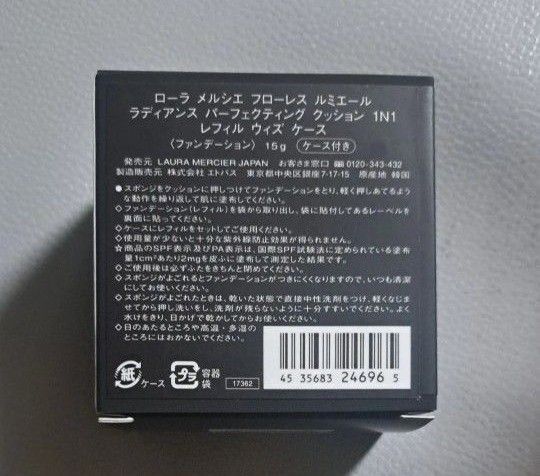 ローラ メルシエ フローレス ルミエール
ラディアンス パーフェクティング クッション 1N1
レフィル ウィズ ケース
〈ファンデーション〉 15g ケース付き
発売元 LAURA MERCIER JAPAN お客さま窓口 0120-343-432
製造販売元 株式会社 エトバス 東京都中央区銀座7-17-15 原産地 韓国
●スポンジをクッションに押しつけてファンデーションをとり、軽く押しあてるよう
な動作を繰り返して肌に塗布してください。
◇ファンデーション(レフィル)を袋から取り出し、袋に貼付してあるレーベルを
裏面に貼ってください。
◇ケースにレフィルをセットしてご使用ください。
◇使用量が少ないと十分な紫外線防止効果が得られません。
◇商品のSPF表示及びPA表示は、国際SPF試験法に定められている塗布
量1cm²あたり2mgを皮ふに塗布して測定した結果です。
◇ご使用後は必ずふたをきちんと閉めてください。
◇スポンジがよごれるとファンデーションがつきにくくなりますので、いつも清潔
にしてお使いください。
◇スポンジがよごれたときは、乾いた状態で直接中性洗剤をつけ、軽くなじま
せてから押し洗いをし、洗剤が残らないように十分すすいでください。よく
水けをきり、日かげで乾かしてからお使いください。
◇日のあたるところや高温・多湿の
ところにはおかないでください。
紙 ケース プラ 容器
袋
17362
4 535683 246965